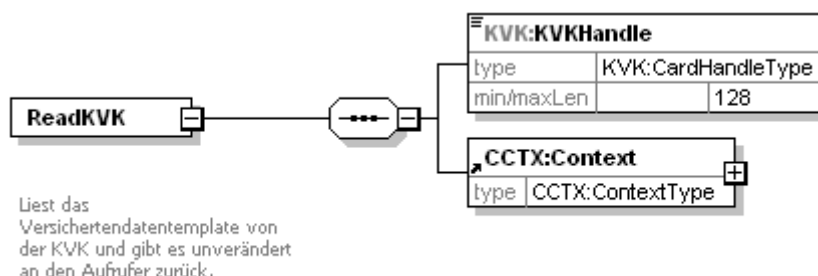 KVK:KVKHandle
type KVK:CardHandleType
min/maxLen 128
ReadKVK
CCTX:Context
type CCTX:ContextType
Liest das
Versichertendatentemplate von
der KVK und gibt es unverändert
an den Aufrufer zurück.